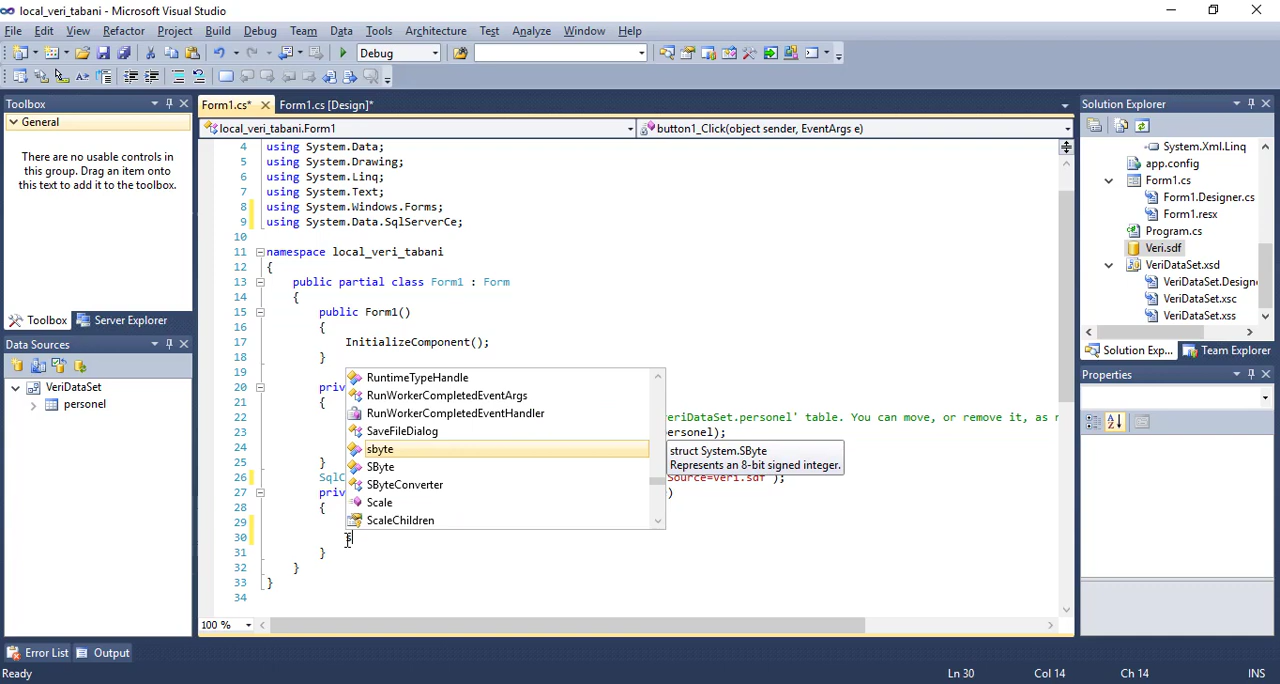 local_veri_tabani - Microsoft Visual Studio
File Edit View Refactor Project Build Debug Team Data Tools Architecture Test Analyze Window Help
Debug
Toolbox
General
There are no usable controls in
this group. Drag an item onto
this text to add it to the toolbox.
Toolbox Server Explorer
Data Sources
VeriDataSet
personel
Form1.cs* Form1.cs [Design]*
local_veri_tabani.Form1 button1_Click(object sender, EventArgs e)
4 using System.Data;
5 using System.Drawing;
6 using System.Linq;
7 using System.Text;
8 using System.Windows.Forms;
9 using System.Data.SqlServerCe;
10
11 namespace local_veri_tabani
12 {
13 public partial class Form1 : Form
14 {
15 public Form1()
16 {
17 InitializeComponent();
18 }
19
20 priv
21 {
22 veriDataSet.personel' table. You can move, or remove it, as n
23 personel);
24
25 }
26 SqlC Source=Veri.sdf");
27 priv )
28 {
29
30 s
31 }
32 }
33 }
34
RuntimeTypeHandle
RunWorkerCompletedEventArgs
RunWorkerCompletedEventHandler
SaveFileDialog
sbyte
SByte
SByteConverter
Scale
ScaleChildren
struct System.SByte
Represents an 8-bit signed integer.
100 %
Solution Explorer
System.Xml.Linq
app.config
Form1.cs
Form1.Designer.cs
Form1.resx
Program.cs
Veri.sdf
VeriDataSet.xsd
VeriDataSet.Designe
VeriDataSet.xsc
VeriDataSet.xss
Solution Exp... Team Explorer
Properties
Error List Output
Ready Ln 30 Col 14 Ch 14 INS